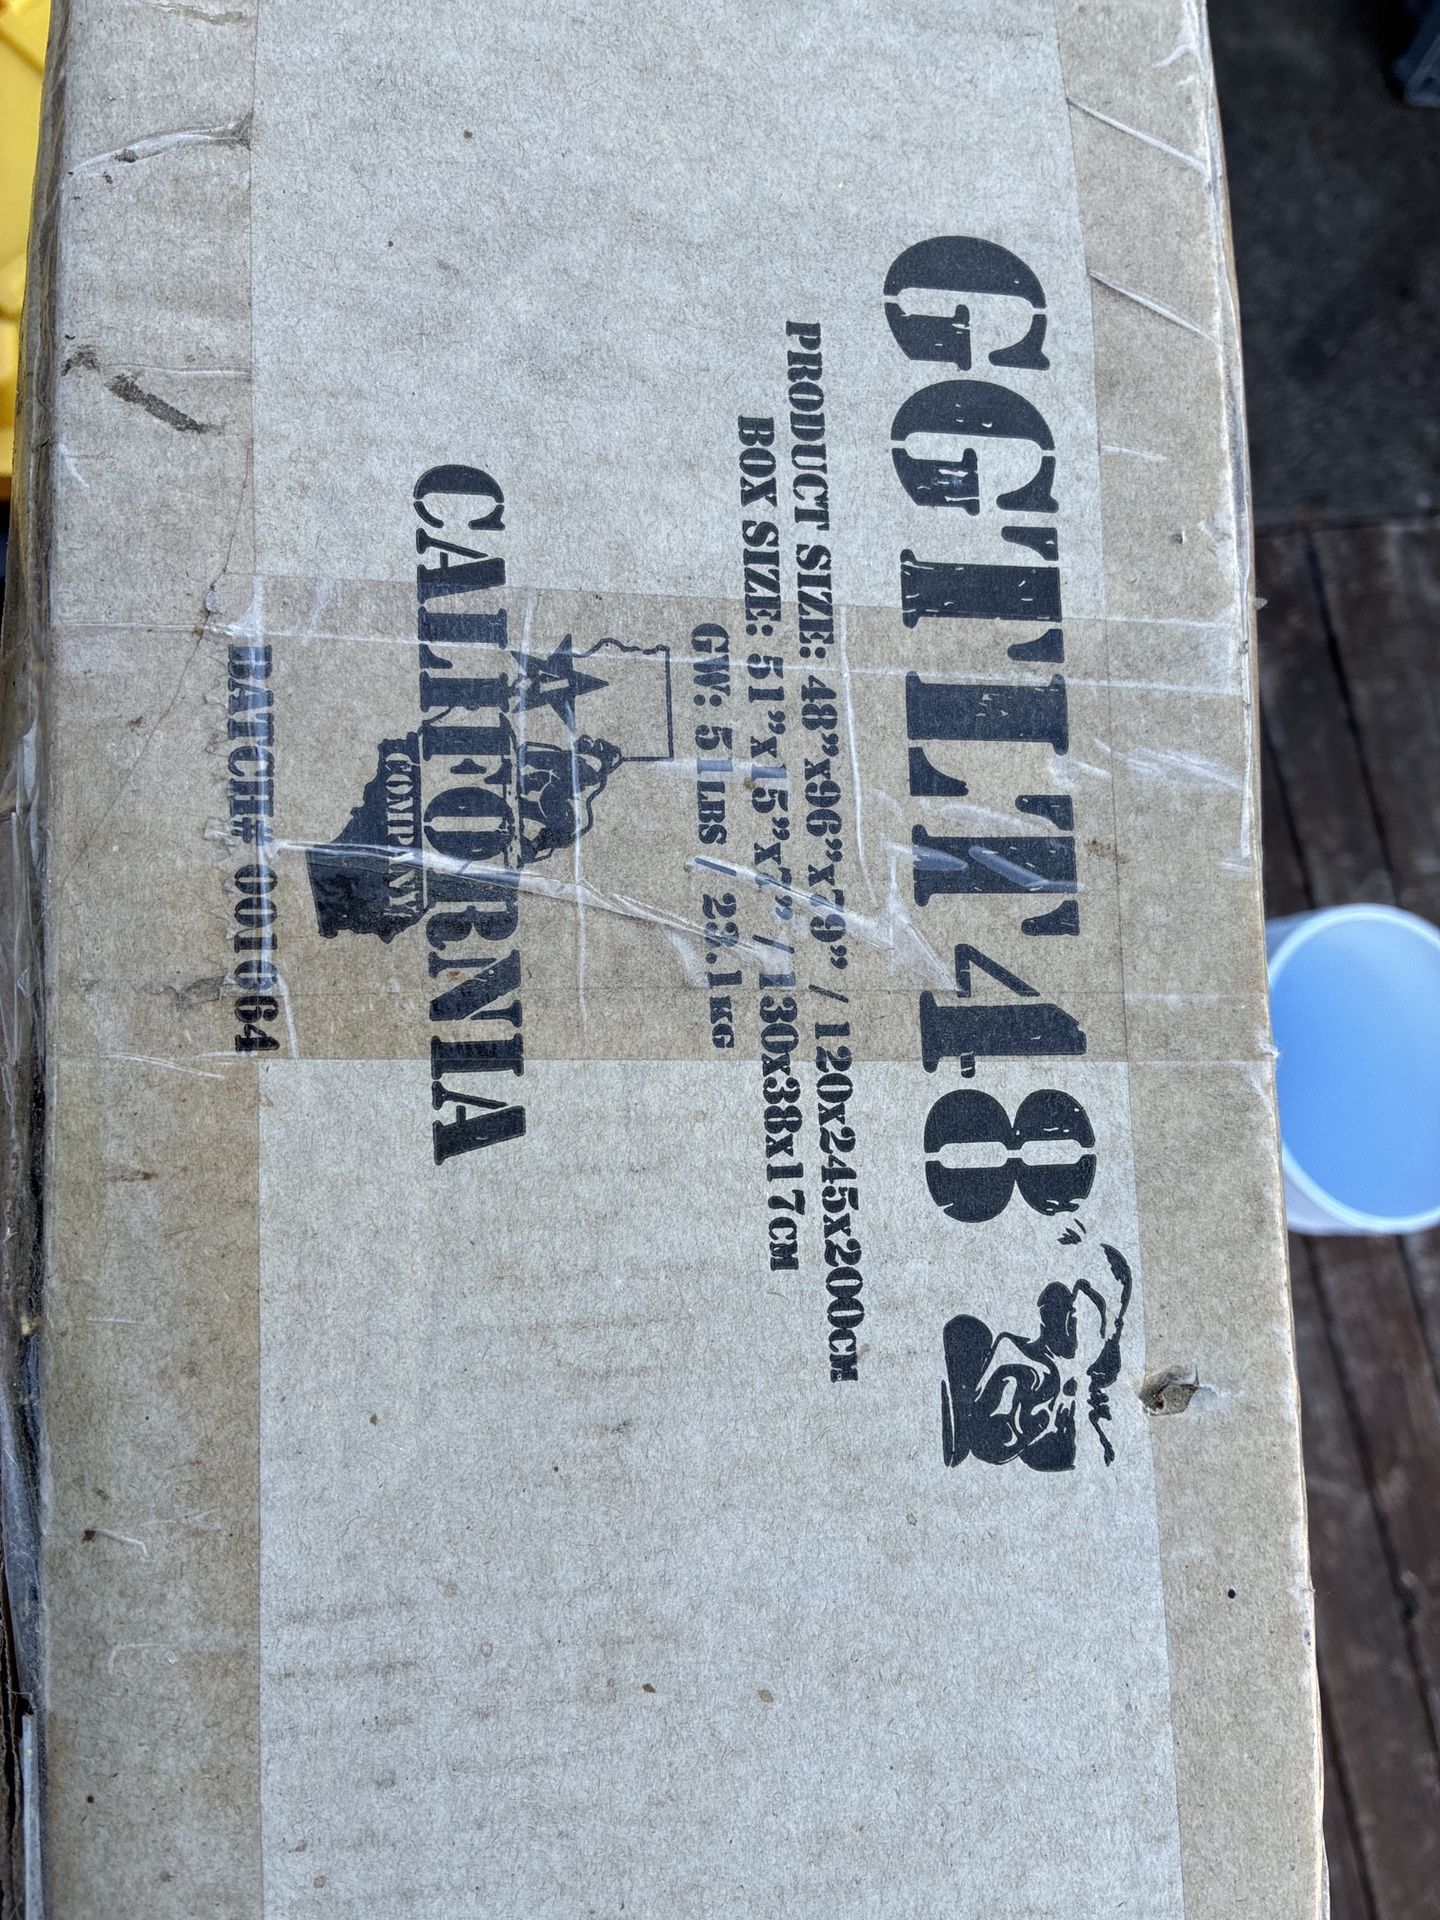 GGTLT48
PRODUCT SIZE: 48”x96”x79” / 120x245x200CM
BOX SIZE: 51”x15”x7” / 130x38x17CM
GW: 51LBS / 23.1KG
CALIFORNIA
COMPANY
BATCH# 001664